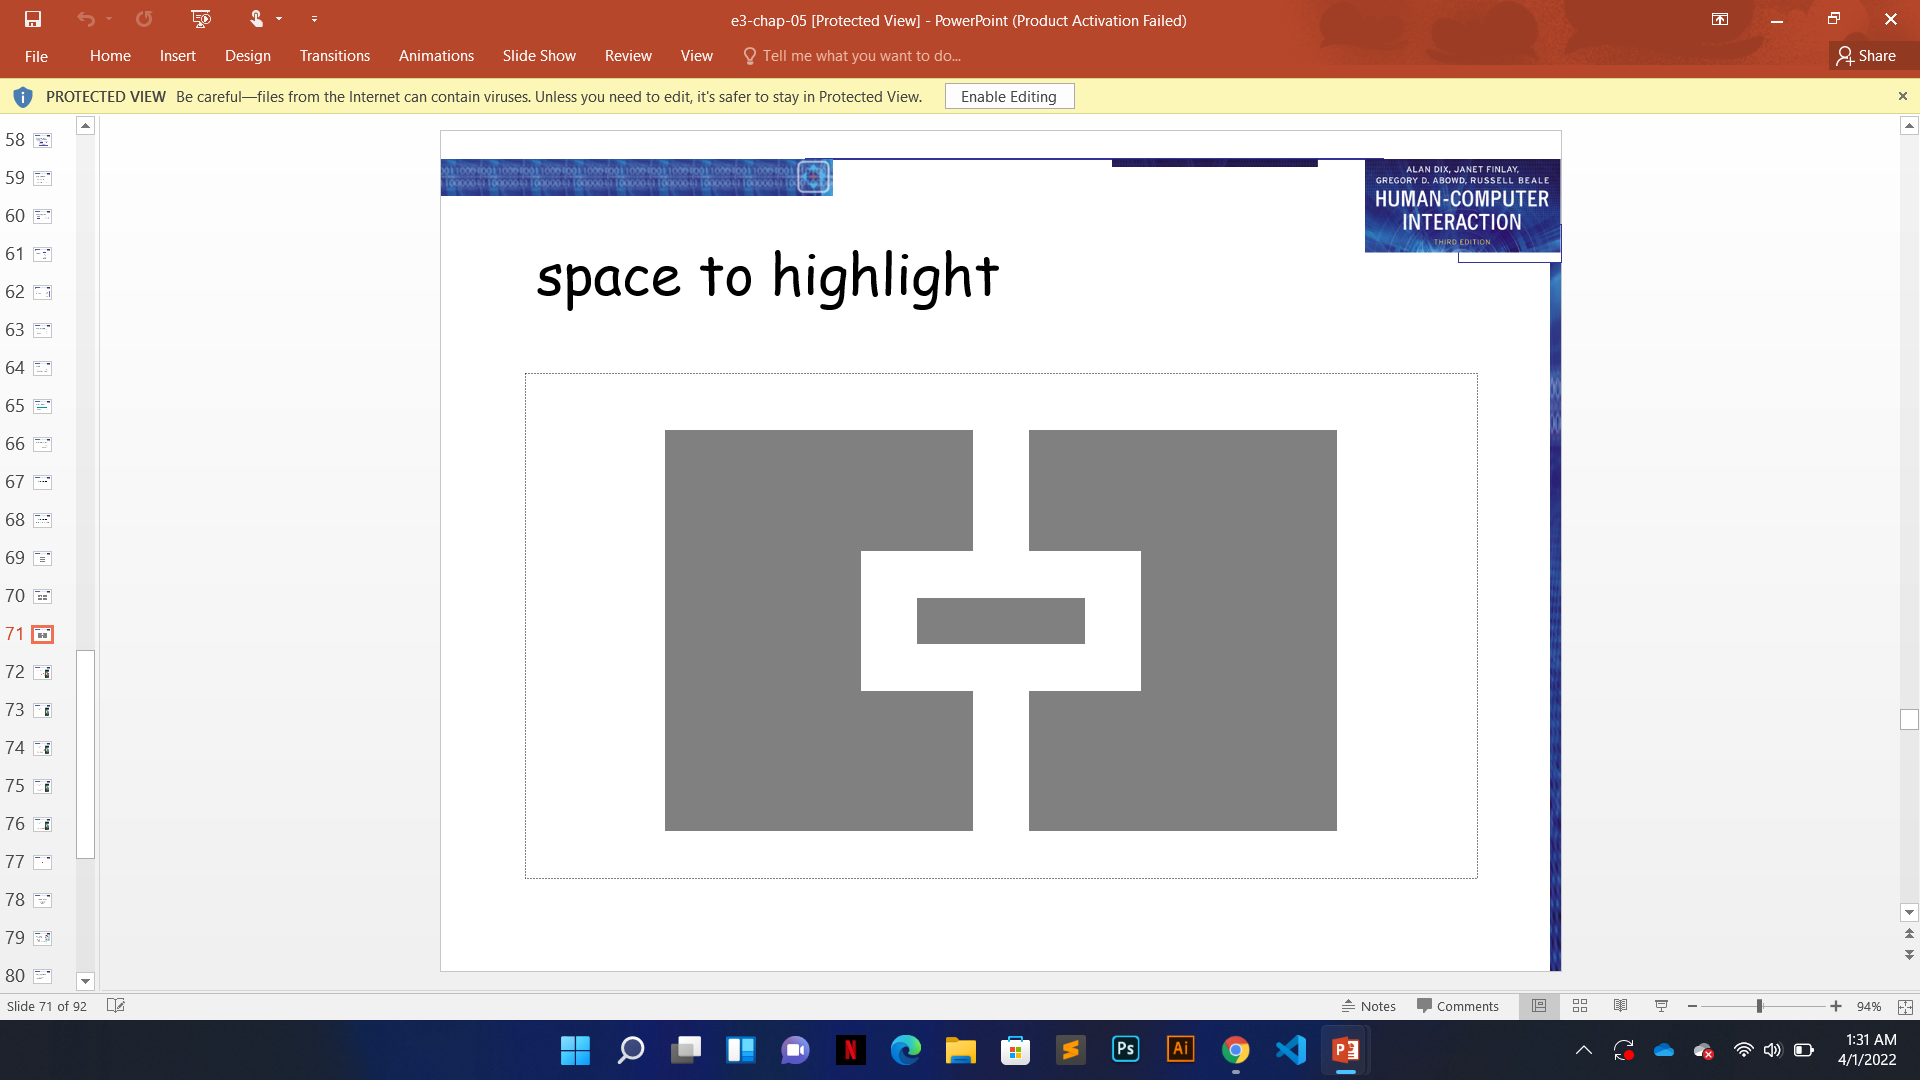 e3-chap-05 [Protected View] - PowerPoint (Product Activation Failed)
File Home Insert Design Transitions Animations Slide Show Review View Tell me what you want to do... Share
PROTECTED VIEW Be careful—files from the Internet can contain viruses. Unless you need to edit, it's safer to stay in Protected View. Enable Editing
58
59
60
61
62
63
64
65
66
67
68
69
70
71
72
73
74
75
76
77
78
79
80
ALAN DIX, JANET FINLAY,
GREGORY D. ABOWD, RUSSELL BEALE
HUMAN-COMPUTER
INTERACTION
THIRD EDITION
space to highlight
Slide 71 of 92 Notes Comments 94%
N Ps Ai P
1:31 AM
4/1/2022